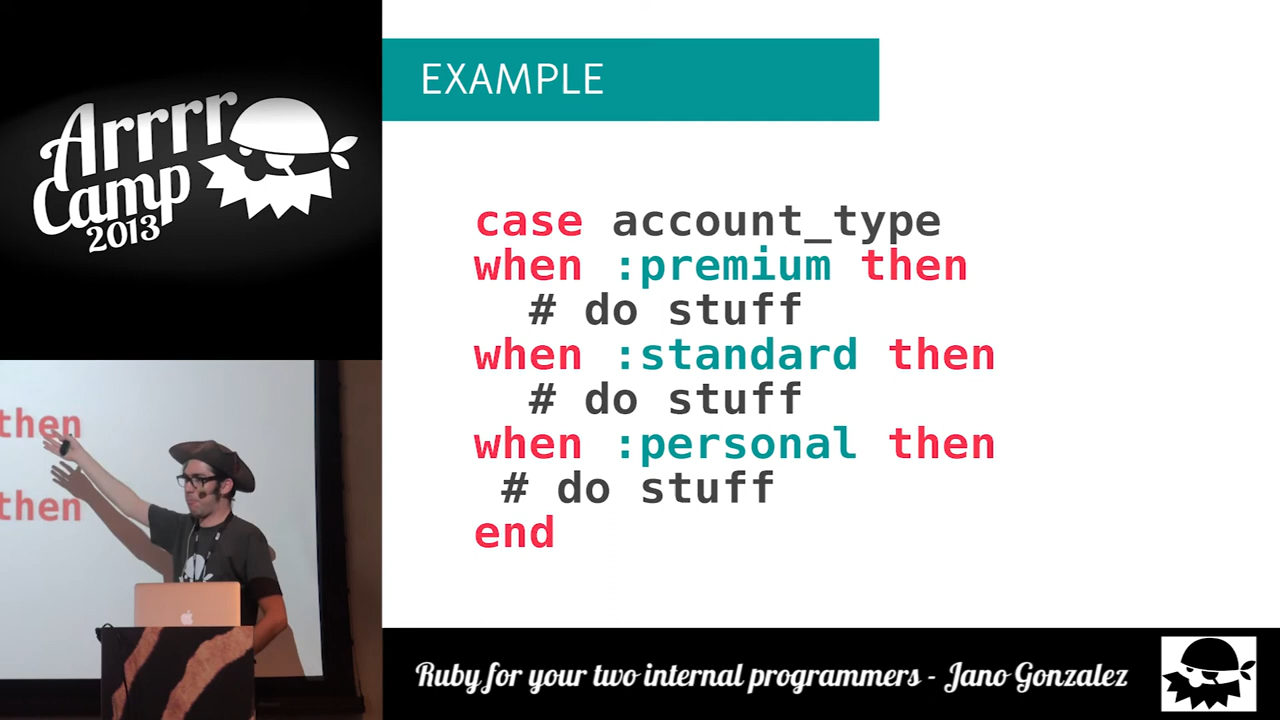 Arrrr
Camp
2013
EXAMPLE
case account_type
when :premium then
  # do stuff
when :standard then
  # do stuff
when :personal then
 # do stuff
end
then
then
Ruby for your two internal programmers - Jano Gonzalez